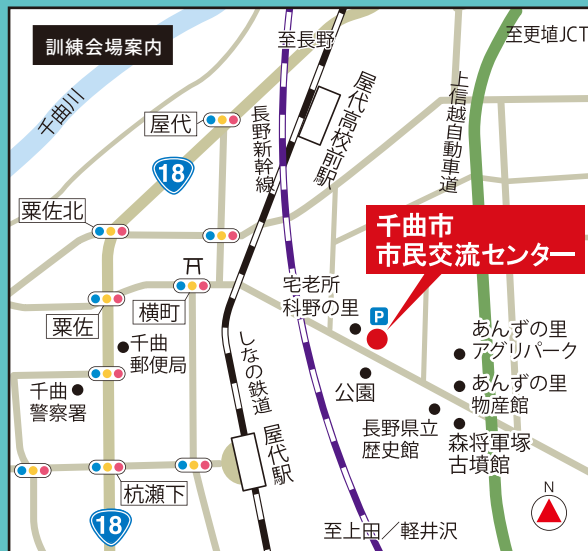 訓練会場案内
至長野
至更埴JCT
千曲川
屋代
屋代高校前駅
上信越自動車道
長野新幹線
18
粟佐北
千曲市
市民交流センター
宅老所
科野の里
P
横町
粟佐
千曲
郵便局
しなの鉄道
あんずの里
アグリパーク
公園
あんずの里
物産館
千曲
警察署
長野県立
歴史館
森将軍塚
古墳館
屋代駅
杭瀬下
18
至上田／軽井沢
N